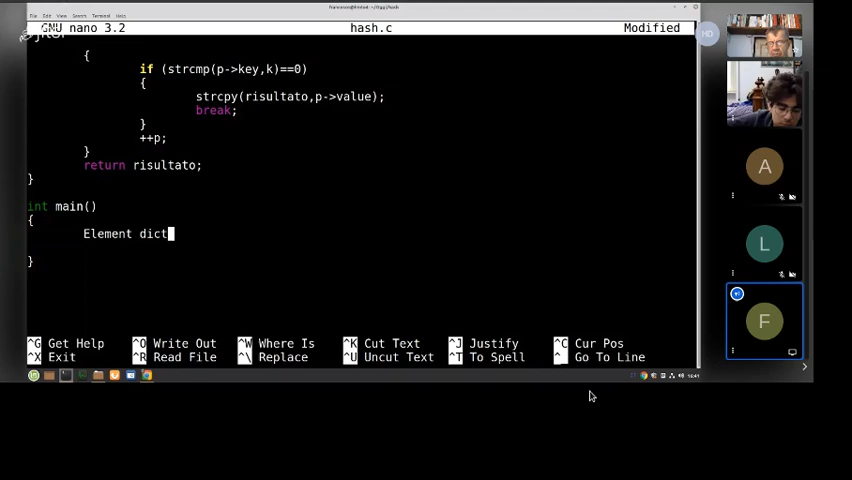 GNU nano 3.2 hash.c Modified
{
if (strcmp(p->key,k)==0)
{
strcpy(risultato,p->value);
break;
}
++p;
}
return risultato;
}
int main()
{
Element dict
}
^G Get Help ^O Write Out ^W Where Is ^K Cut Text ^J Justify ^C Cur Pos
^X Exit ^R Read File ^\ Replace ^U Uncut Text ^T To Spell ^_ Go To Line
HD
A
L
F